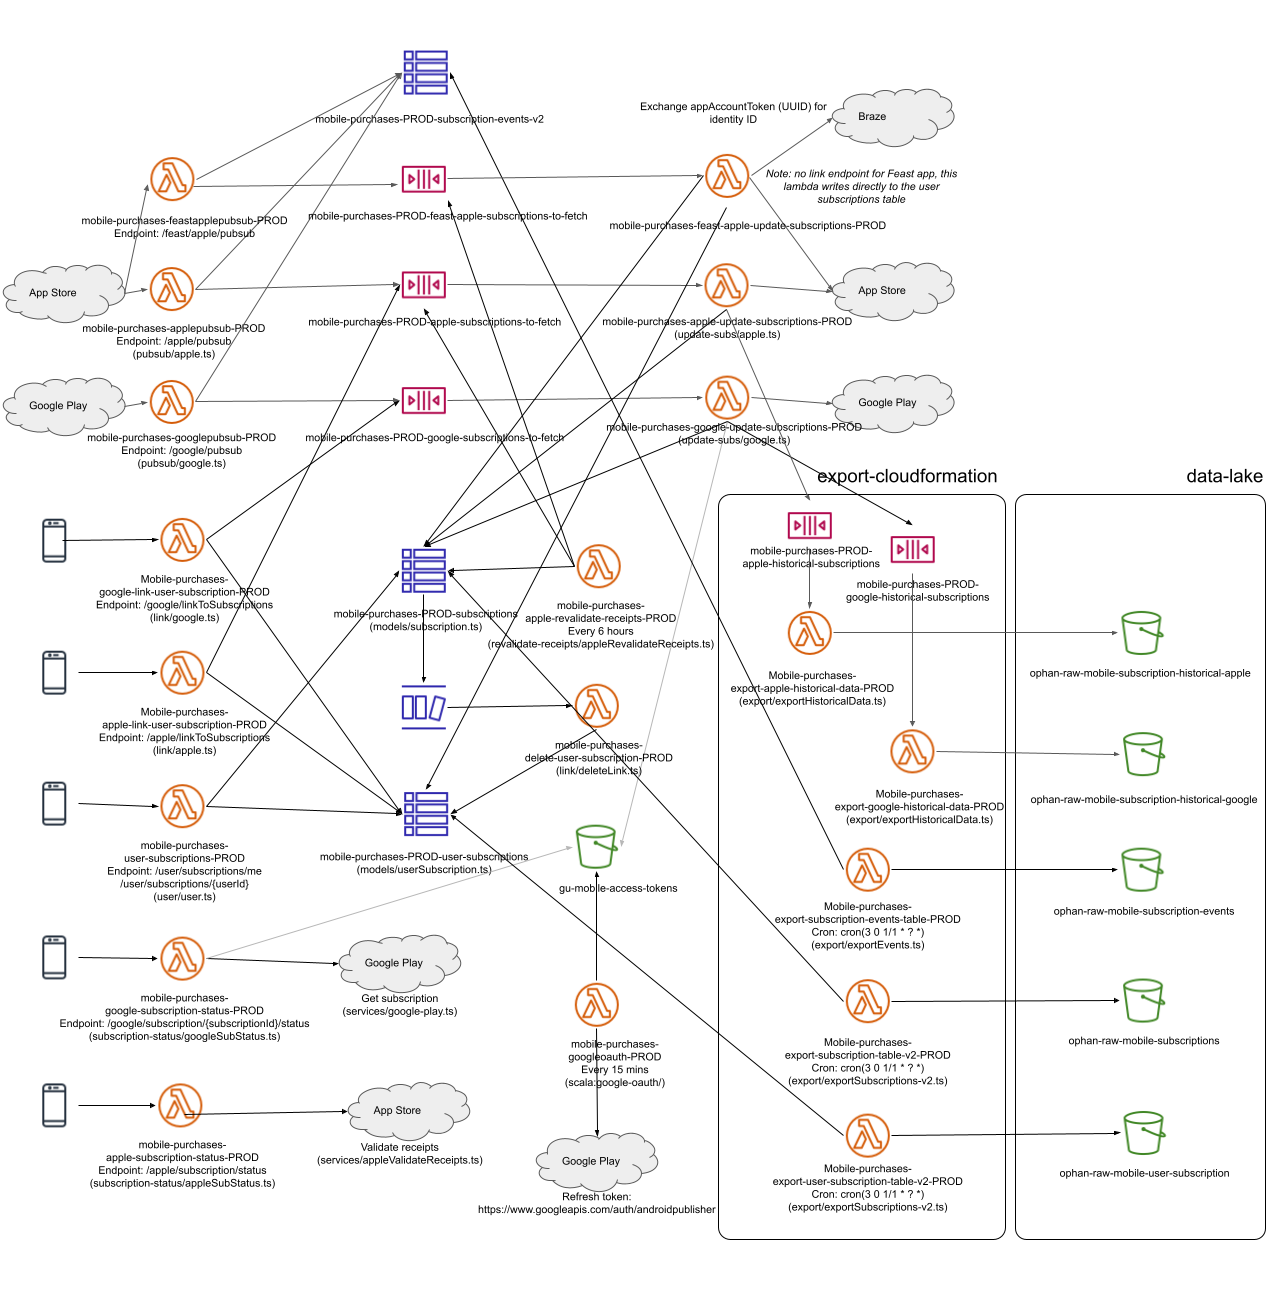 mobile-purchases-PROD-subscription-events-v2
Exchange appAccountToken (UUID) for
identity ID
Braze
Note: no link endpoint for Feast app, this
lambda writes directly to the user
subscriptions table
mobile-purchases-feastapplepubsub-PROD
Endpoint: /feast/apple/pubsub
mobile-purchases-PROD-feast-apple-subscriptions-to-fetch
mobile-purchases-feast-apple-update-subscriptions-PROD
App Store
mobile-purchases-applepubsub-PROD
Endpoint: /apple/pubsub
(pubsub/apple.ts)
mobile-purchases-PROD-apple-subscriptions-to-fetch
mobile-purchases-apple-update-subscriptions-PROD
(update-subs/apple.ts)
App Store
Google Play
mobile-purchases-googlepubsub-PROD
Endpoint: /google/pubsub
(pubsub/google.ts)
mobile-purchases-PROD-google-subscriptions-to-fetch
mobile-purchases-google-update-subscriptions-PROD
(update-subs/google.ts)
Google Play
export-cloudformation
data-lake
mobile-purchases-PROD-
apple-historical-subscriptions
mobile-purchases-PROD-
google-historical-subscriptions
Mobile-purchases-
google-link-user-subscription-PROD
Endpoint: /google/linkToSubscriptions
(link/google.ts)
mobile-purchases-PROD-subscriptions
(models/subscription.ts)
mobile-purchases-
apple-revalidate-receipts-PROD
Every 6 hours
(revalidate-receipts/appleRevalidateReceipts.ts)
Mobile-purchases-
export-apple-historical-data-PROD
(export/exportHistoricalData.ts)
ophan-raw-mobile-subscription-historical-apple
Mobile-purchases-
apple-link-user-subscription-PROD
Endpoint: /apple/linkToSubscriptions
(link/apple.ts)
mobile-purchases-
delete-user-subscription-PROD
(link/deleteLink.ts)
Mobile-purchases-
export-google-historical-data-PROD
(export/exportHistoricalData.ts)
ophan-raw-mobile-subscription-historical-google
mobile-purchases-
user-subscriptions-PROD
Endpoint: /user/subscriptions/me
/user/subscriptions/{userId}
(user/user.ts)
mobile-purchases-PROD-user-subscriptions
(models/userSubscription.ts)
gu-mobile-access-tokens
Mobile-purchases-
export-subscription-events-table-PROD
Cron: cron(3 0 1/1 * ? *)
(export/exportEvents.ts)
ophan-raw-mobile-subscription-events
mobile-purchases-
google-subscription-status-PROD
Endpoint: /google/subscription/{subscriptionId}/status
(subscription-status/googleSubStatus.ts)
Google Play
Get subscription
(services/google-play.ts)
mobile-purchases-
googleoauth-PROD
Every 15 mins
(scala:google-oauth/)
Mobile-purchases-
export-subscription-table-v2-PROD
Cron: cron(3 0 1/1 * ? *)
(export/exportSubscriptions-v2.ts)
ophan-raw-mobile-subscriptions
mobile-purchases-
apple-subscription-status-PROD
Endpoint: /apple/subscription/status
(subscription-status/appleSubStatus.ts)
App Store
Validate receipts
(services/appleValidateReceipts.ts)
Google Play
Refresh token:
https://www.googleapis.com/auth/androidpublisher
Mobile-purchases-
export-user-subscription-table-v2-PROD
Cron: cron(3 0 1/1 * ? *)
(export/exportSubscriptions-v2.ts)
ophan-raw-mobile-user-subscription